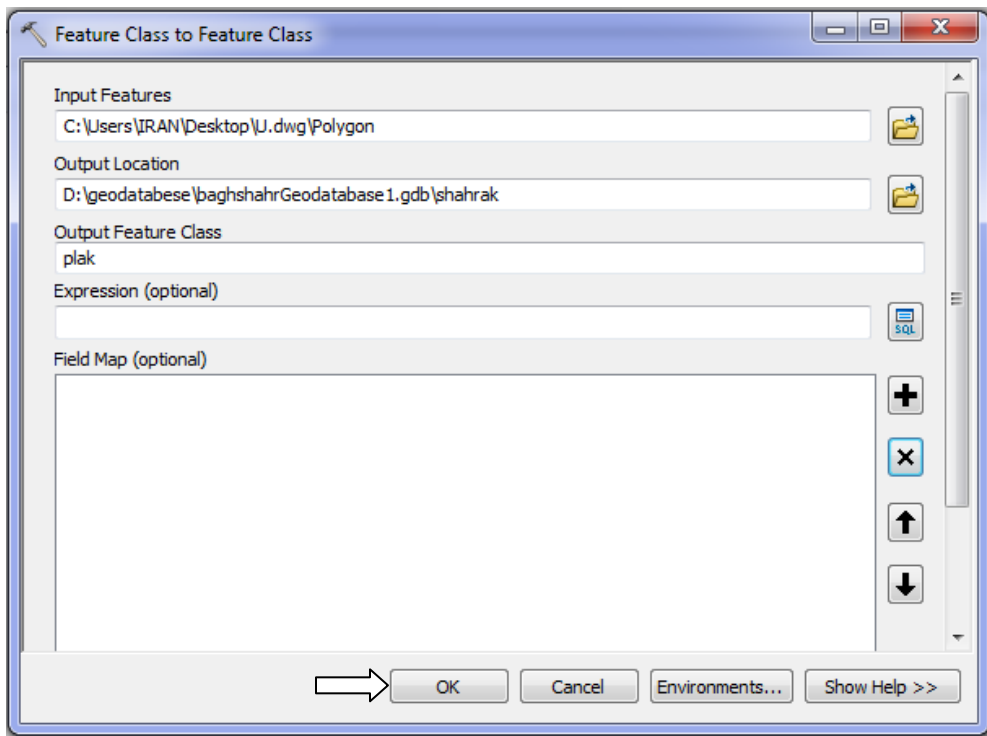 Feature Class to Feature Class
Input Features
C:\Users\IRAN\Desktop\U.dwg\Polygon
Output Location
D:\geodatabese\baghshahrGeodatabase1.gdb\shahrak
Output Feature Class
plak
Expression (optional)
SQL
Field Map (optional)
OK Cancel Environments... Show Help >>